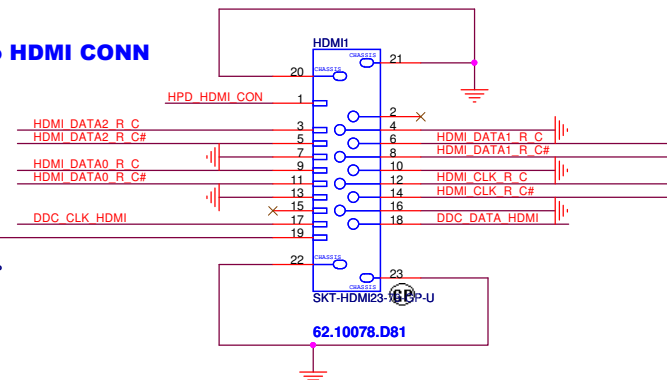 HDMI CONN
HDMI1
CHASSIS
21
CHASSIS
20
HPD_HDMI_CON
1
2
HDMI_DATA2_R_C
3
4
HDMI_DATA2_R_C#
5
6
HDMI_DATA1_R_C
7
8
HDMI_DATA1_R_C#
HDMI_DATA0_R_C
9
10
HDMI_DATA0_R_C#
11
12
HDMI_CLK_R_C
13
14
HDMI_CLK_R_C#
15
16
DDC_CLK_HDMI
17
18
DDC_DATA_HDMI
19
22
CHASSIS
23
CHASSIS
62.10078.D81